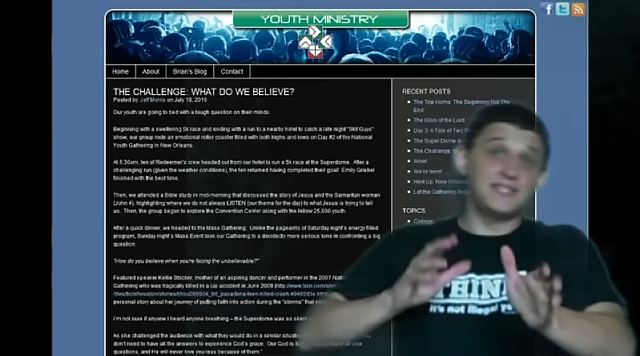 YOUTH MINISTRY
Home
About
Brian's Blog
Contact
THE CHALLENGE: WHAT DO WE BELIEVE?
Posted by: Jeff Morris on July 19, 2010
Our youth are going to bed with a tough question on their minds.
Beginning with a sweltering 5k race and ending with a run to a nearby hotel to catch a late night "Skit Guys"
show, our group rode an emotional roller coaster filled with both highs and lows on Day #2 of the National
Youth Gathering in New Orleans.
At 5:30am, ten of Redeemer's crew headed out from our hotel to run a 5k race at the Superdome. After a
challenging run (given the weather conditions), the ten returned having completed their goal. Emily Griebel
finished with the best time.
Then, we attended a Bible study in mid-morning that discussed the story of Jesus and the Samaritan woman
(John 4), highlighting where we do not always LISTEN (our theme for the day) to what Jesus is trying to tell
us. Then, the group began to explore the Convention Center along with the fellow 25,000 youth.
After a quick dinner, we headed to the Mass Gathering. Unlike the pageantry of Saturday night's energy filled
program, Sunday night's Mass Event took our Gathering to a decidedly more serious tone in confronting a big
question:
"How do you believe when you're facing the unbelievable?"
Featured speaker Kellie Stocker, mother of an aspiring dancer and performer in the 2007
Gathering who was tragically killed in a car accident in June 2009
personal story about her journey of putting faith into action during the "storms" that
I'm not sure if anyone I heard anyone breathing – the Superdome was so silent
As she challenged the audience with what they would do in a similar
don't need to have all the answers to experience God's grace. Our God is
and He will never love you less because of them."
RECENT POSTS
The Trip Home. The Beginning Not The
End
The Glory of the Lord
Day 3: A Tale of Two
The Super Dome is
The Challenge:
Wow!
We're here!
Next Up, New
Let the Gathering
TOPICS
College
THINK
It's not illegal